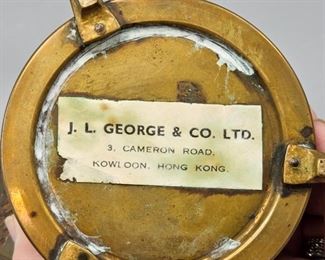 J. L. GEORGE & CO. LTD.
3, CAMERON ROAD,
KOWLOON, HONG KONG.